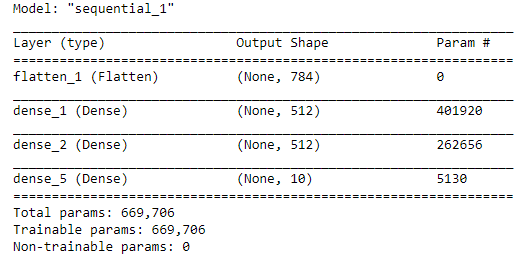 Model: "sequential_1"
_________________________________________________________________
Layer (type)                 Output Shape              Param #
=================================================================
flatten_1 (Flatten)          (None, 784)               0
_________________________________________________________________
dense_1 (Dense)              (None, 512)               401920
_________________________________________________________________
dense_2 (Dense)              (None, 512)               262656
_________________________________________________________________
dense_5 (Dense)              (None, 10)                5130
=================================================================
Total params: 669,706
Trainable params: 669,706
Non-trainable params: 0